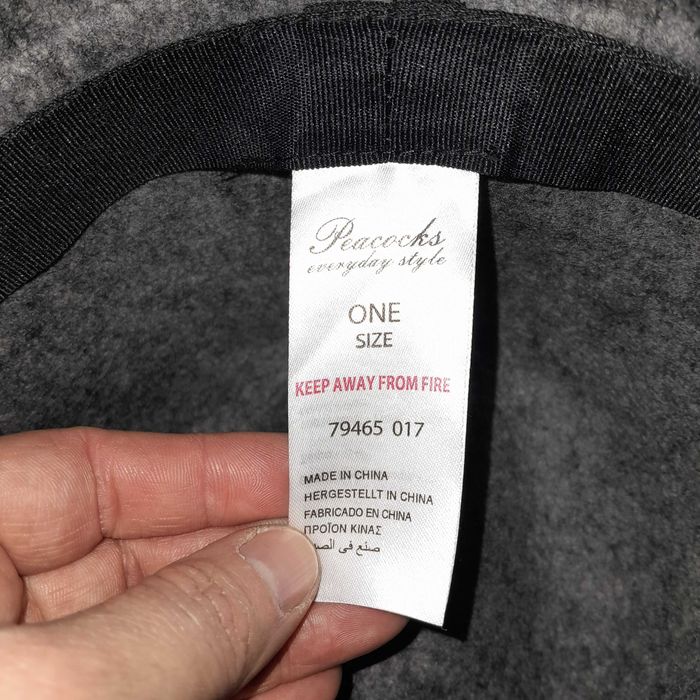 Peacocks
everyday style
ONE
SIZE
KEEP AWAY FROM FIRE
79465 017
MADE IN CHINA
HERGESTELLT IN CHINA
FABRICADO EN CHINA
ΠΡΟΪΟΝ ΚΙΝΑΣ
صنع في